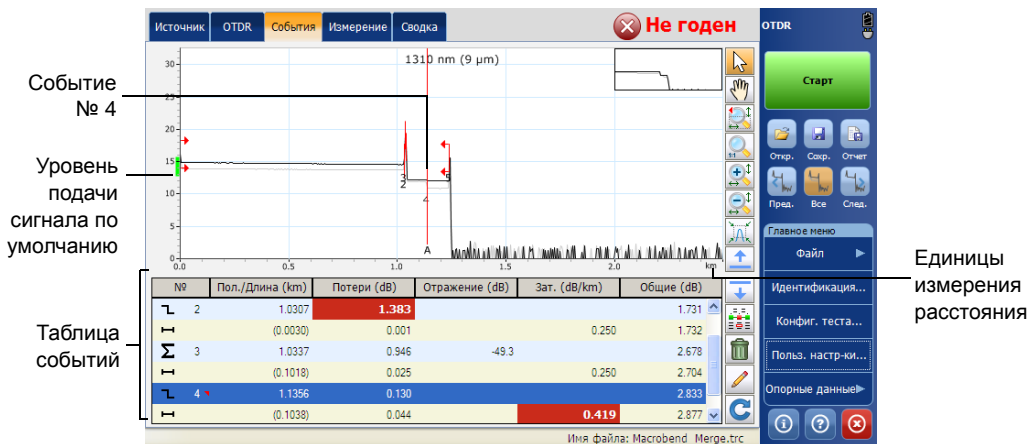 Источник OTDR События Измерение Сводка
Не годен
OTDR
1310 nm (9 µm)
30
25
20
15
10
5
0
0.0 0.5 1.0 1.5 2.0 km
3
2
4
5
A
1:1
Старт
Откр. Сохр. Отчет
Пред. Все След.
Главное меню
Файл
Идентификация...
Конфиг. теста...
Польз. настр-ки...
Опорные данные
Событие
№ 4
Уровень
подачи
сигнала по
умолчанию
Таблица
событий
Единицы
измерения
расстояния
№ Пол./Длина (km) Потери (dB) Отражение (dB) Зат. (dB/km) Общие (dB)
2 1.0307 1.383 1.731
(0.0030) 0.001 0.250 1.732
3 1.0337 0.946 -49.3 2.678
(0.1018) 0.025 0.250 2.704
4 1.1356 0.130 2.833
(0.1038) 0.044 0.419 2.877
Имя файла: Macrobend_Merge.trc